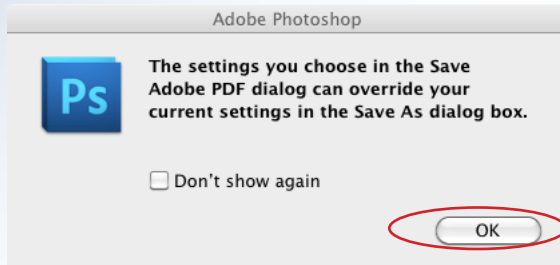 Adobe Photoshop
Ps
The settings you choose in the Save
Adobe PDF dialog can override your
current settings in the Save As dialog box.
Don't show again
OK